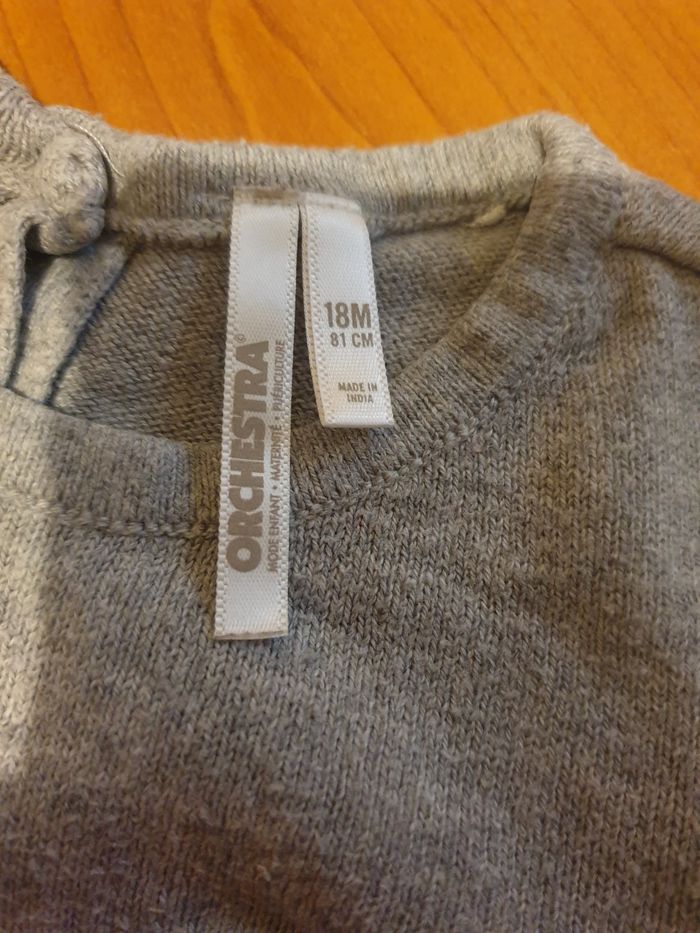 ORCHESTRA©
MODE ENFANT • MATERNITÉ • PUÉRICULTURE
18M
81 CM
MADE IN
INDIA